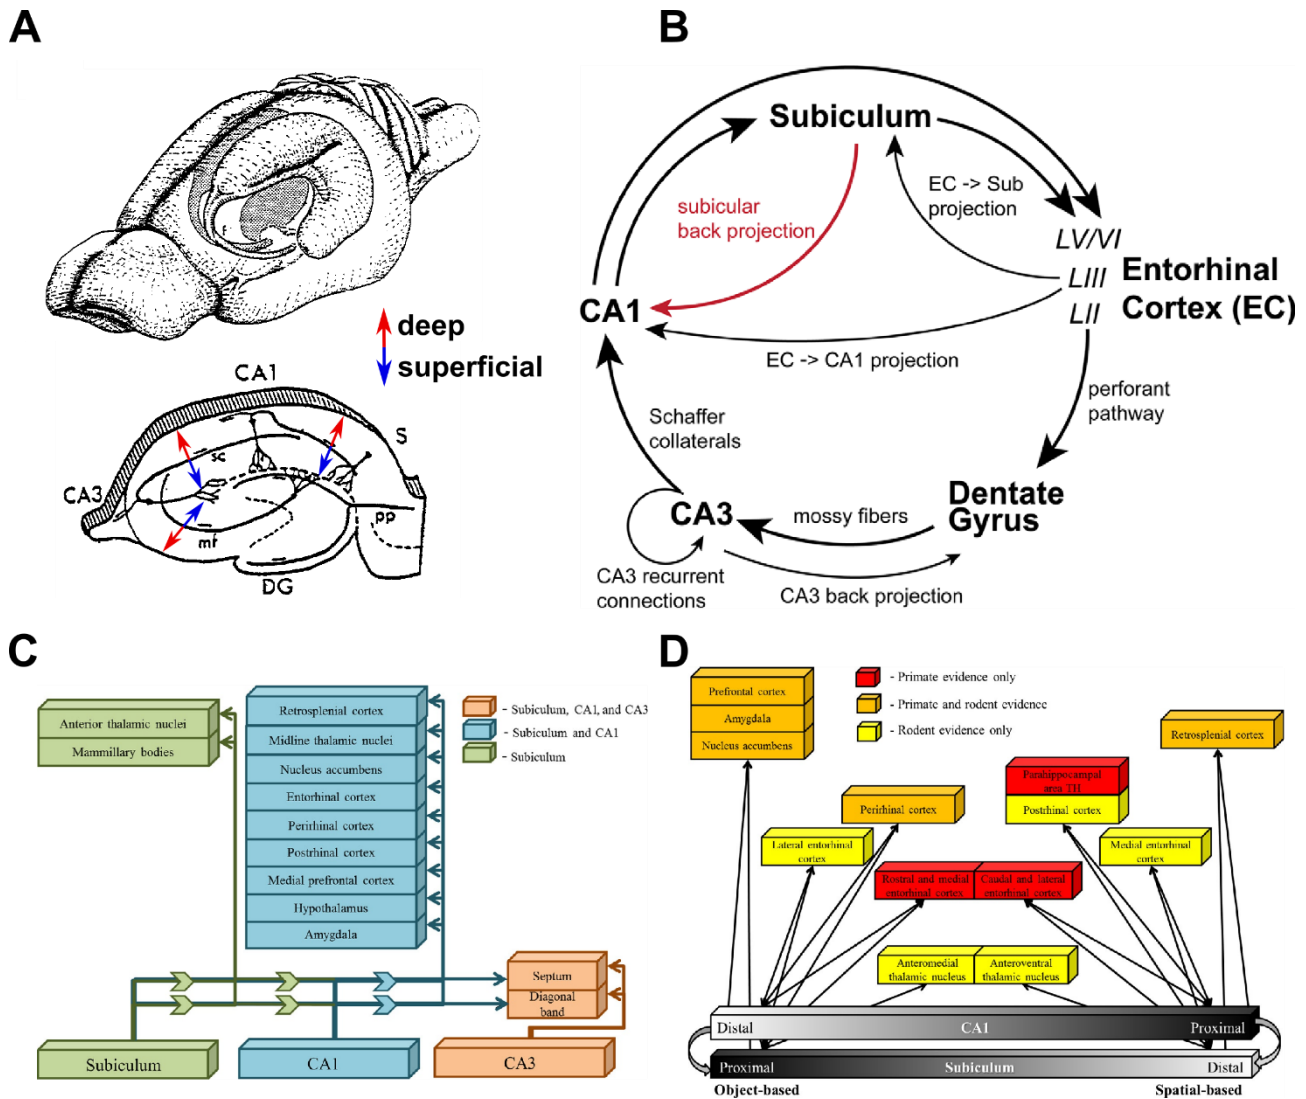 A
deep
superficial
CA1
S
sc
CA3
PP
mf
DG
B
Subiculum
EC -> Sub
projection
subicular
back projection
LV/VI
LIII
LII
Entorhinal
Cortex (EC)
CA1
EC -> CA1 projection
perforant
pathway
Schaffer
collaterals
Dentate
Gyrus
CA3
mossy fibers
CA3 recurrent
connections
CA3 back projection
C
Anterior thalamic nuclei
Mammillary bodies
Retrosplenial cortex
Midline thalamic nuclei
Nucleus accumbens
Entorhinal cortex
Perirhinal cortex
Postrhinal cortex
Medial prefrontal cortex
Hypothalamus
Amygdala
- Subiculum, CA1, and CA3
- Subiculum and CA1
- Subiculum
Septum
Diagonal
band
Subiculum
CA1
CA3
D
Prefrontal cortex
Amygdala
Nucleus accumbens
- Primate evidence only
- Primate and rodent evidence
- Rodent evidence only
Retrosplenial cortex
Parahippocampal
area TH
Postrhinal cortex
Perirhinal cortex
Lateral entorhinal
cortex
Medial entorhinal
cortex
Rostral and medial
entorhinal cortex
Caudal and lateral
entorhinal cortex
Anteromedial
thalamic nucleus
Anteroventral
thalamic nucleus
Distal CA1 Proximal
Proximal Subiculum Distal
Object-based Spatial-based